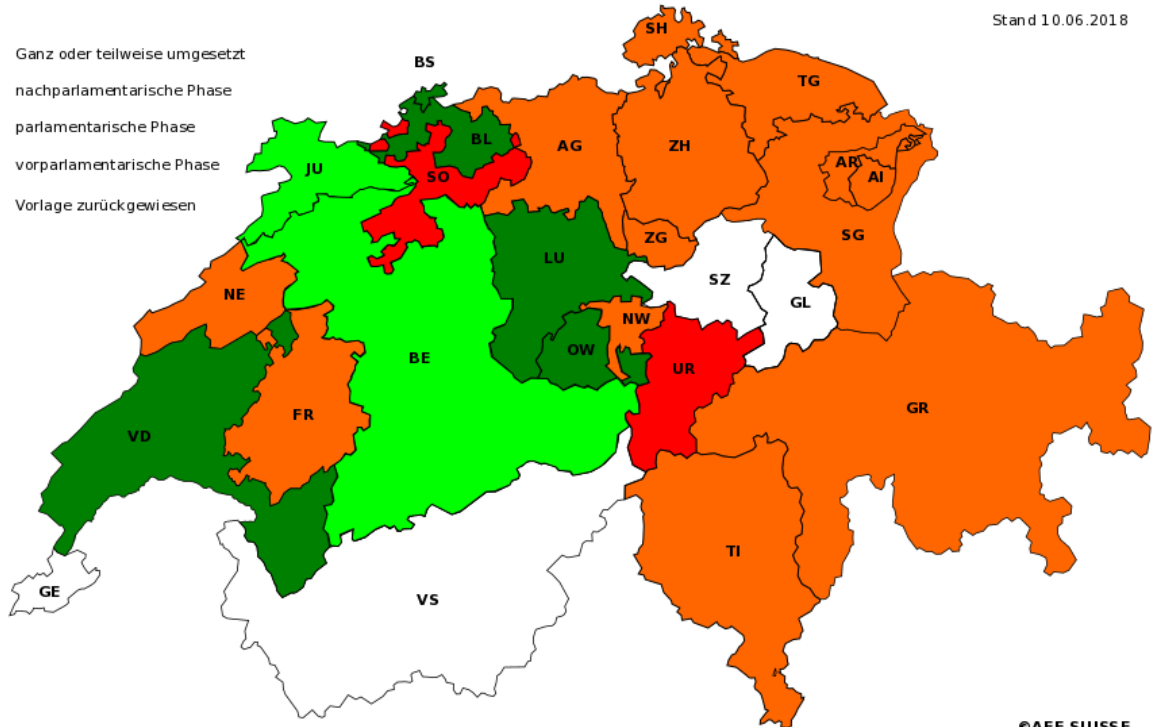 Stand 10.06.2018
Ganz oder teilweise umgesetzt
nachparlamentarische Phase
parlamentarische Phase
vorparlamentarische Phase
Vorlage zurückgewiesen
SH
BS
TG
BL
AG
ZH
AR
AI
JU
SO
ZG
SG
LU
SZ
GL
NE
NW
OW
BE
UR
FR
GR
VD
TI
GE
VS
©AEE SUISSE